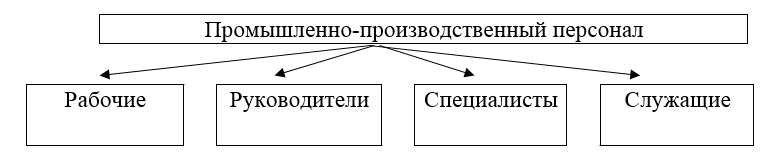 Промышленно-производственный персонал
Рабочие
Руководители
Специалисты
Служащие